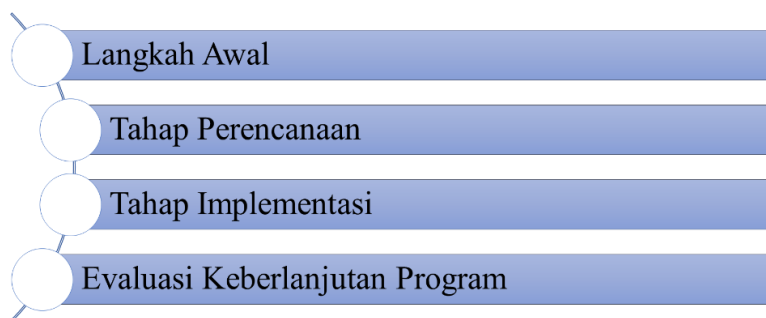 Langkah Awal
Tahap Perencanaan
Tahap Implementasi
Evaluasi Keberlanjutan Program